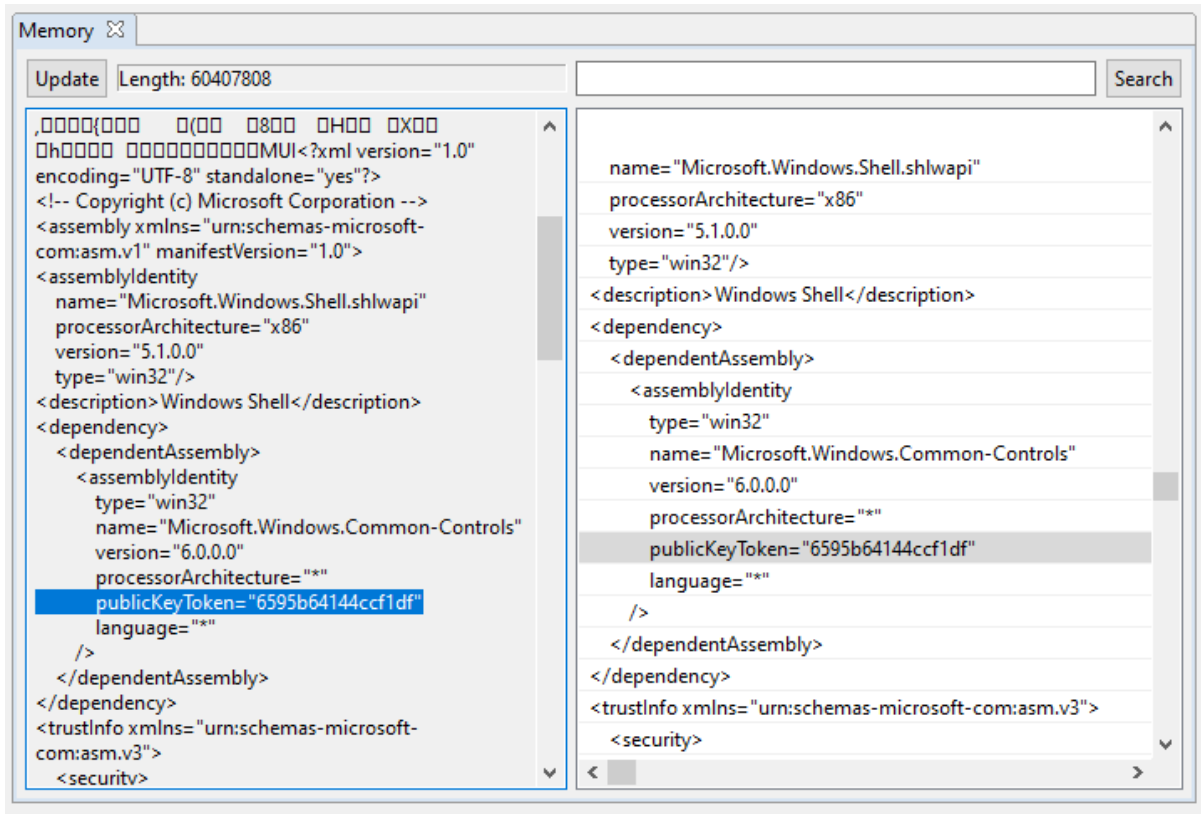 Memory
Update
Length: 60407808
Search
MUI<?xml version="1.0"
encoding="UTF-8" standalone="yes"?>
<!-- Copyright (c) Microsoft Corporation -->
<assembly xmlns="urn:schemas-microsoft-
com:asm.v1" manifestVersion="1.0">
<assemblyIdentity
name="Microsoft.Windows.Shell.shlwapi"
processorArchitecture="x86"
version="5.1.0.0"
type="win32"/>
<description>Windows Shell</description>
<dependency>
<dependentAssembly>
<assemblyIdentity
type="win32"
name="Microsoft.Windows.Common-Controls"
version="6.0.0.0"
processorArchitecture="*"
publicKeyToken="6595b64144ccf1df"
language="*"
/>
</dependentAssembly>
</dependency>
<trustInfo xmlns="urn:schemas-microsoft-
com:asm.v3">
<security>
name="Microsoft.Windows.Shell.shlwapi"
processorArchitecture="x86"
version="5.1.0.0"
type="win32"/>
<description>Windows Shell</description>
<dependency>
<dependentAssembly>
<assemblyIdentity
type="win32"
name="Microsoft.Windows.Common-Controls"
version="6.0.0.0"
processorArchitecture="*"
publicKeyToken="6595b64144ccf1df"
language="*"
/>
</dependentAssembly>
</dependency>
<trustInfo xmlns="urn:schemas-microsoft-com:asm.v3">
<security>